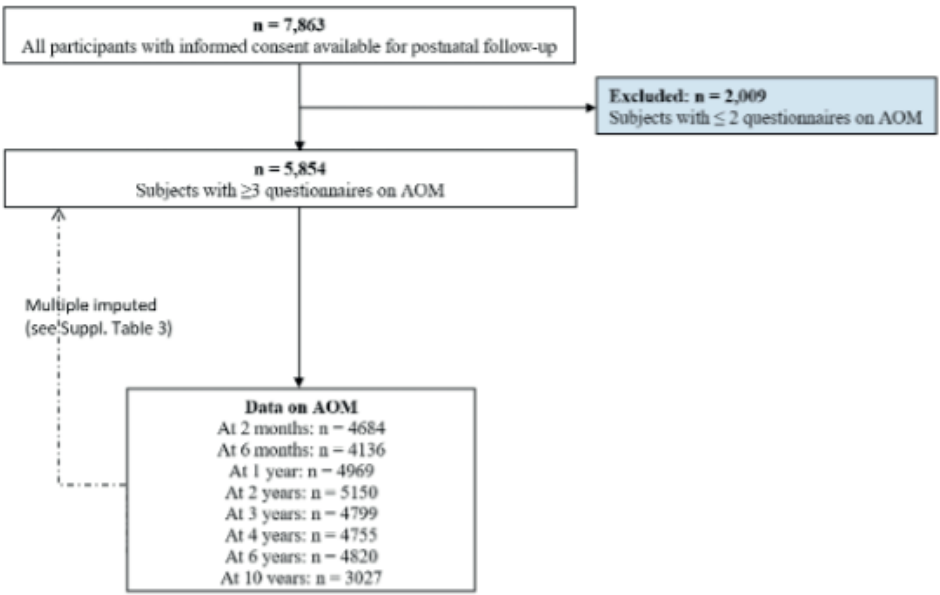 n = 7,863
All participants with informed consent available for postnatal follow-up
Excluded: n = 2,009
Subjects with ≤ 2 questionnaires on AOM
n = 5,854
Subjects with ≥3 questionnaires on AOM
Multiple imputed
(see Suppl. Table 3)
Data on AOM
At 2 months: n = 4684
At 6 months: n = 4136
At 1 year: n = 4969
At 2 years: n = 5150
At 3 years: n = 4799
At 4 years: n = 4755
At 6 years: n = 4820
At 10 years: n = 3027